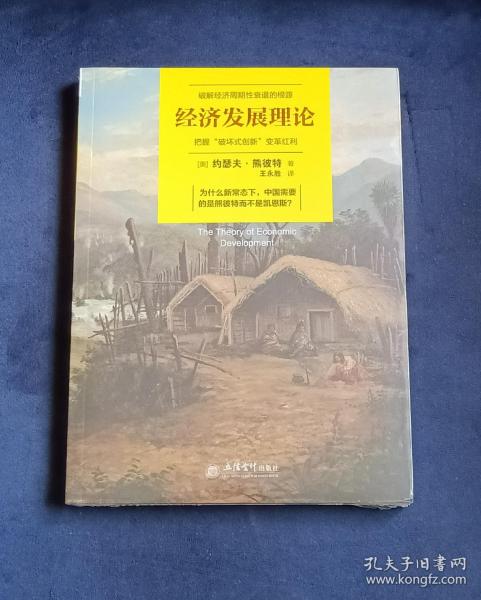 破解经济周期性衰退的根源
经济发展理论
把握“破坏式创新”变革红利
[美] 约瑟夫·熊彼特 著
王永胜 译
为什么新常态下，中国需要
的是熊彼特而不是凯恩斯？
The Theory of Economic
Development
立信会计出版社
孔夫子旧书网
www.kongfz.com